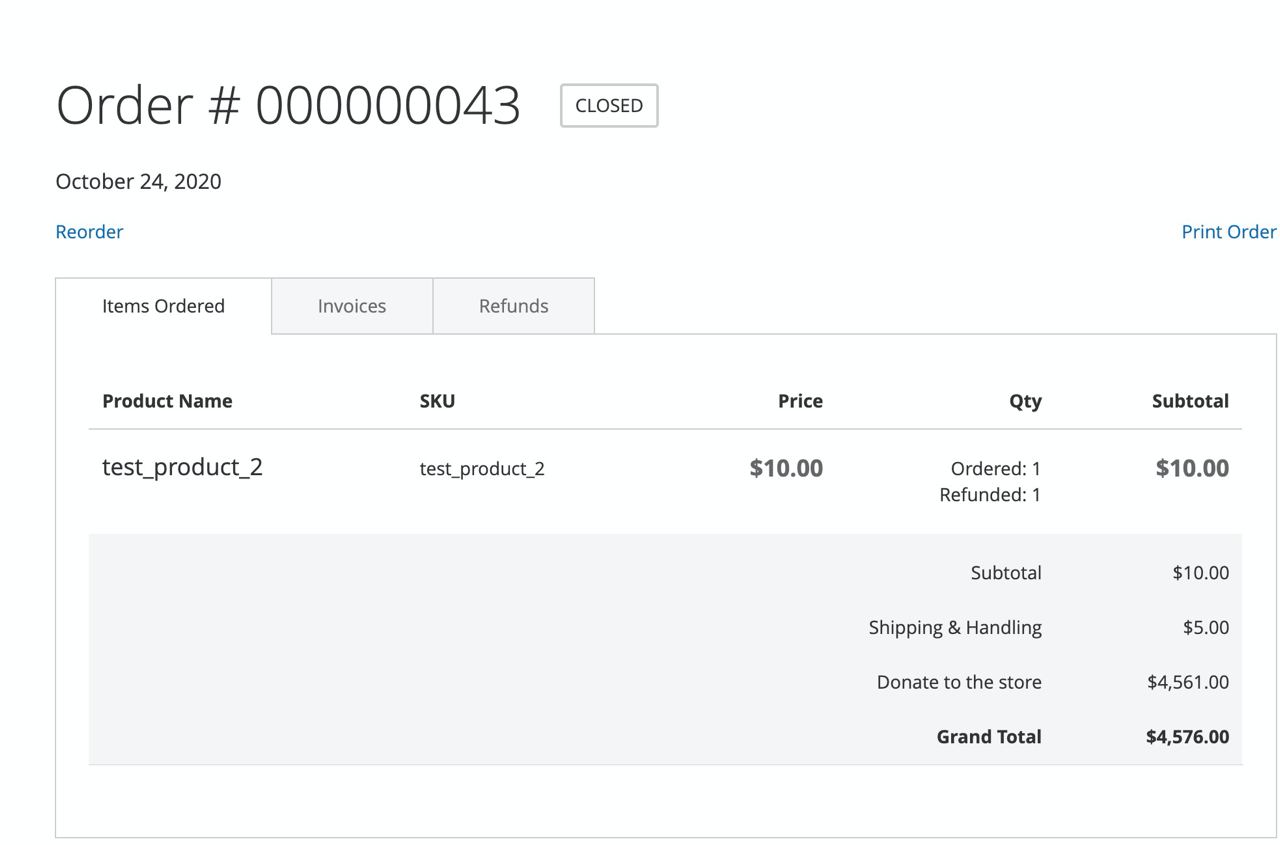 Order # 000000043 CLOSED
October 24, 2020
Reorder Print Order
Items Ordered Invoices Refunds
Product Name SKU Price Qty Subtotal
test_product_2 test_product_2 $10.00 Ordered: 1 $10.00
Refunded: 1
Subtotal $10.00
Shipping & Handling $5.00
Donate to the store $4,561.00
Grand Total $4,576.00